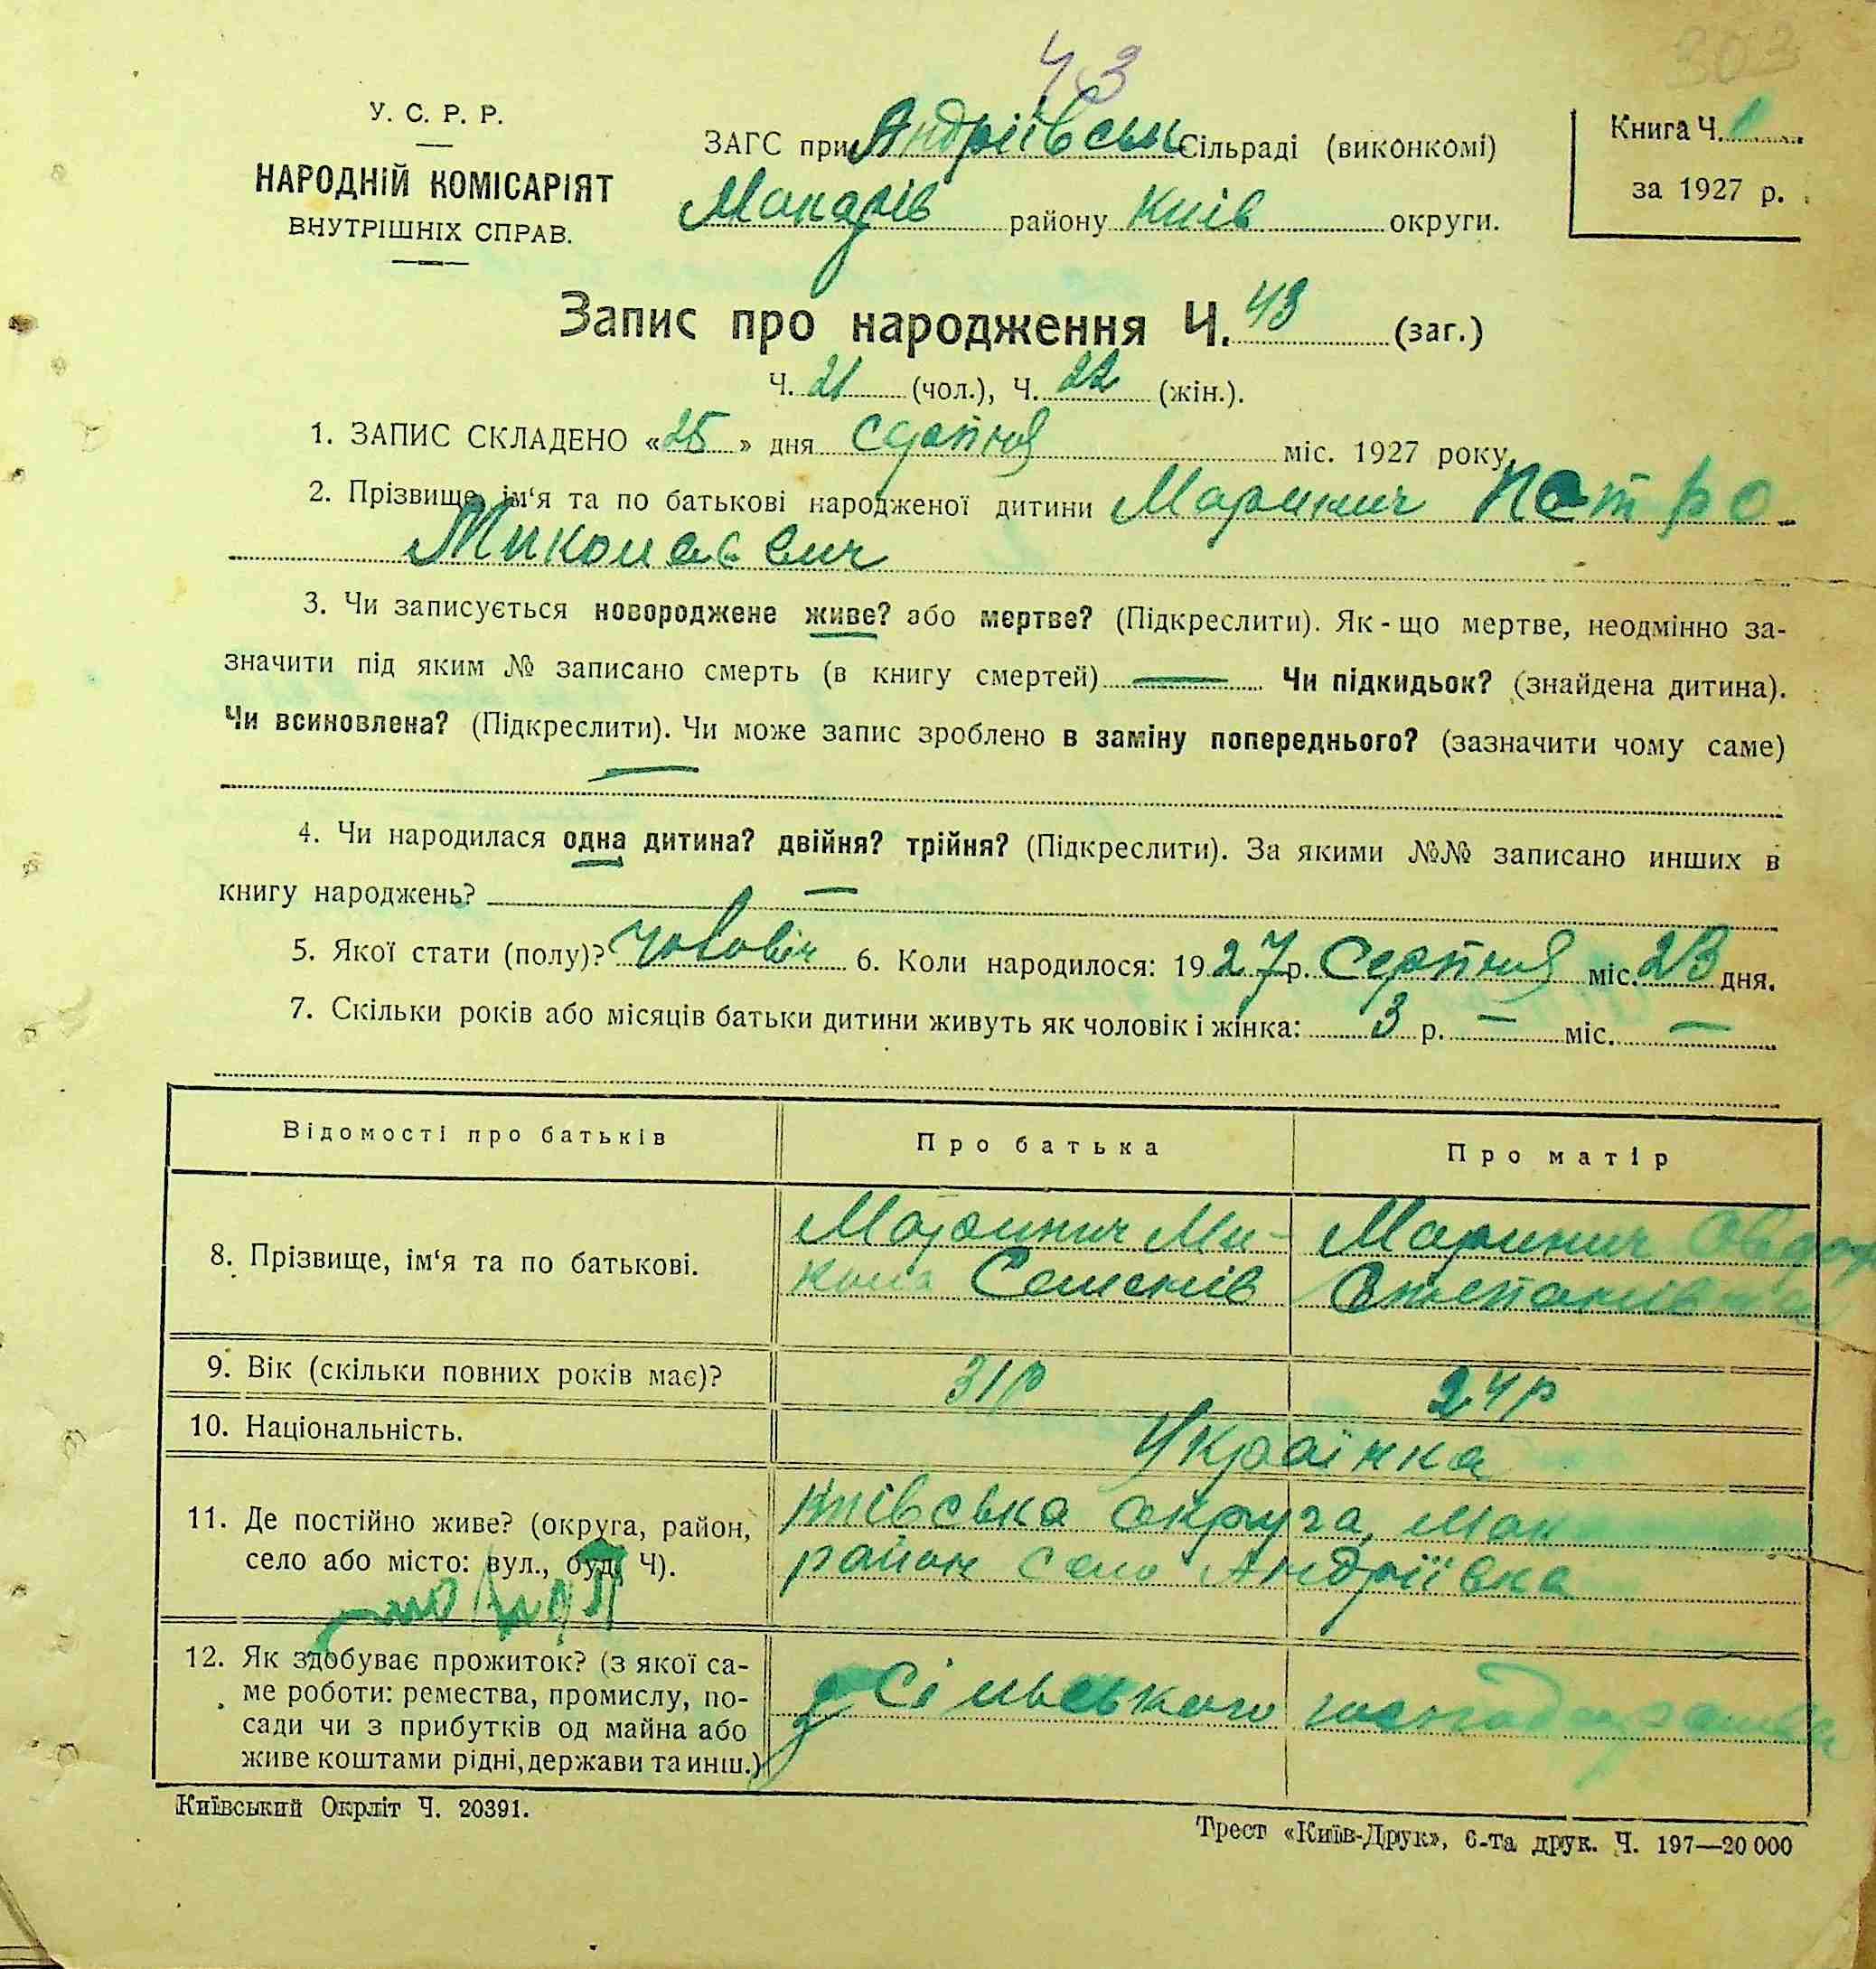 43
303
У. С. Р. Р.
НАРОДНІЙ КОМІСАРІЯТ
ВНУТРІШНІХ СПРАВ.
ЗАГС при Андріївськ Сільраді (виконкомі)
Макарів району Київ округи.
Книга Ч. 1
за 1927 р.
Запис про народження Ч. 43 (заг.)
Ч. 21 (чол.), Ч. 22 (жін.).
1. ЗАПИС СКЛАДЕНО «25» дня Серпня міс. 1927 року.
2. Прізвище, ім‘я та по батькові народженої дитини Маринич Петро
Миколаєвич
3. Чи записується новороджене живе? або мертве? (Підкреслити). Як-що мертве, неодмінно за-
значити під яким № записано смерть (в книгу смертей) — Чи підкидьок? (знайдена дитина).
Чи всиновлена? (Підкреслити). Чи може запис зроблено в заміну попереднього? (зазначити чому саме)
—
4. Чи народилася одна дитина? двійня? трійня? (Підкреслити). За якими №№ записано инших в
книгу народжень? —
5. Якої стати (полу)? Чоловіч 6. Коли народилося: 1927 р. Серпня міс. 23 дня.
7. Скільки років або місяців батьки дитини живуть як чоловік і жінка: 3 р. — міс. —
Відомості про батьків Про батька Про матір
8. Прізвище, ім‘я та по батькові.
Маринич Ми-
кола Семенів
Маринич
9. Вік (скільки повних років має)? 31 р 24 р
10. Національність. Українка
11. Де постійно живе? (округа, район,
село або місто: вул., буд. Ч).
Київська округа, Мак
район село Андріївка
12. Як здобуває прожиток? (з якої са-
ме роботи: ремества, промислу, по-
сади чи з прибутків од майна або
живе коштами рідні, держави та инш.)
з Сільського господарства
Київський Окрліт Ч. 20391.
Трест «Київ-Друк», 6-та друк. Ч. 197—20 000